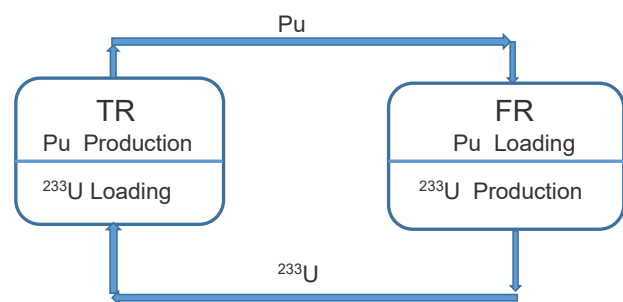 Pu
TR
Pu Production
²³³U Loading
FR
Pu Loading
²³³U Production
²³³U